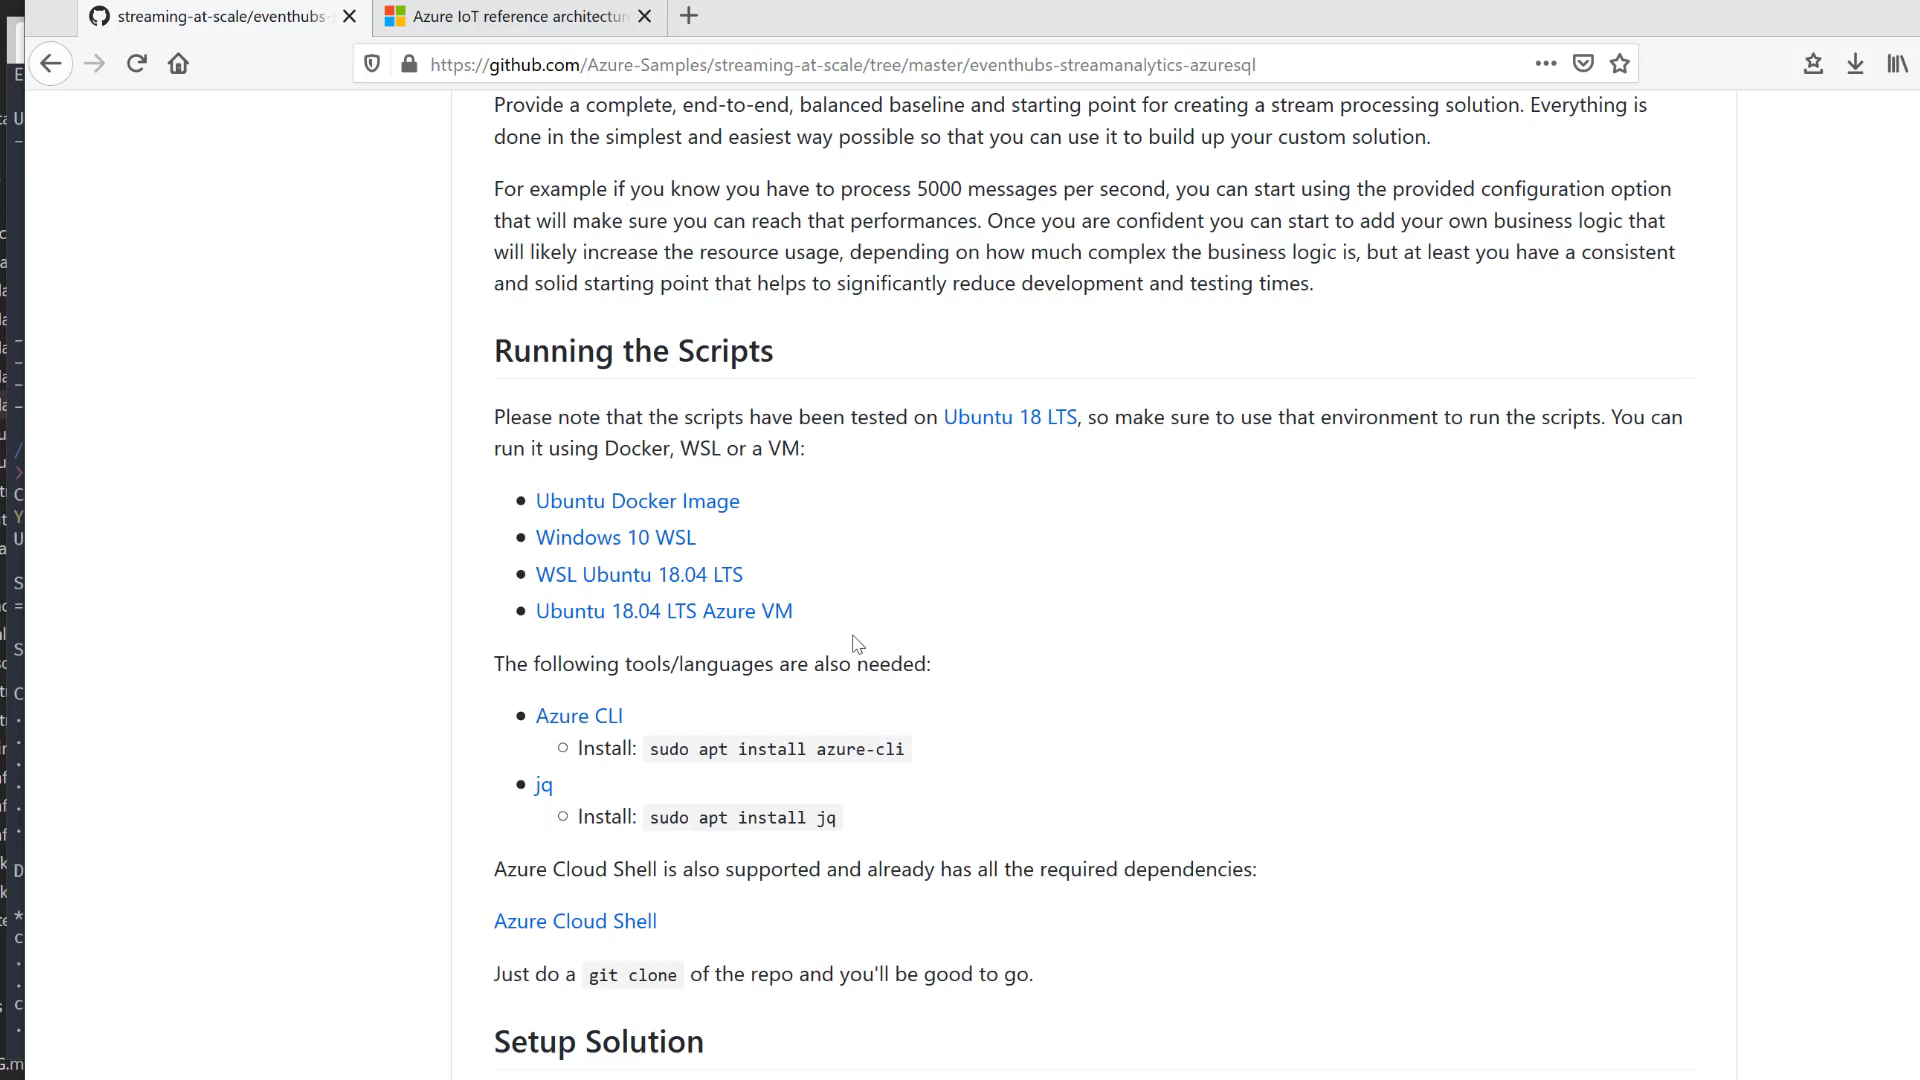 streaming-at-scale/eventhubs-
Azure IoT reference architectur
https://github.com/Azure-Samples/streaming-at-scale/tree/master/eventhubs-streamanalytics-azuresql
Provide a complete, end-to-end, balanced baseline and starting point for creating a stream processing solution. Everything is
done in the simplest and easiest way possible so that you can use it to build up your custom solution.
For example if you know you have to process 5000 messages per second, you can start using the provided configuration option
that will make sure you can reach that performances. Once you are confident you can start to add your own business logic that
will likely increase the resource usage, depending on how much complex the business logic is, but at least you have a consistent
and solid starting point that helps to significantly reduce development and testing times.
Running the Scripts
Please note that the scripts have been tested on Ubuntu 18 LTS, so make sure to use that environment to run the scripts. You can
run it using Docker, WSL or a VM:
Ubuntu Docker Image
Windows 10 WSL
WSL Ubuntu 18.04 LTS
Ubuntu 18.04 LTS Azure VM
The following tools/languages are also needed:
Azure CLI
Install: sudo apt install azure-cli
jq
Install: sudo apt install jq
Azure Cloud Shell is also supported and already has all the required dependencies:
Azure Cloud Shell
Just do a git clone of the repo and you'll be good to go.
Setup Solution